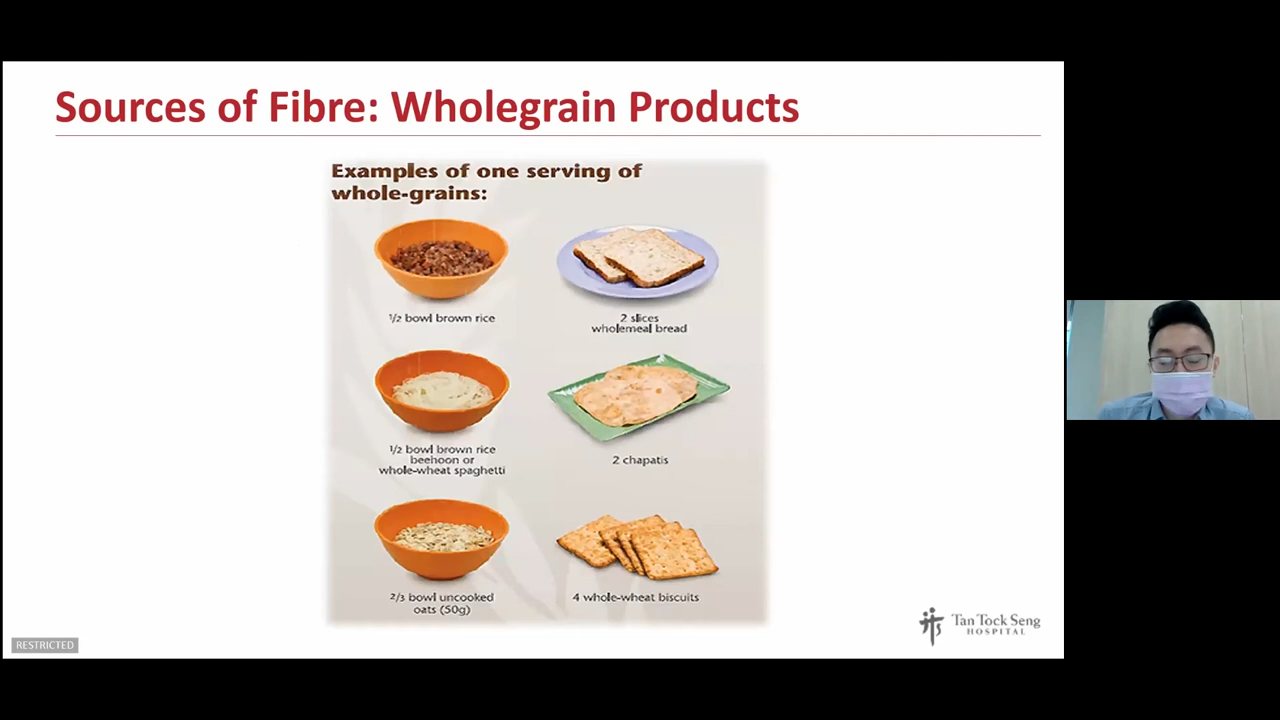 Sources of Fibre: Wholegrain Products
Examples of one serving of
whole-grains:
1/2 bowl brown rice
2 slices
wholemeal bread
1/2 bowl brown rice
beehoon or
whole-wheat spaghetti
2 chapatis
2/3 bowl uncooked
oats (50g)
4 whole-wheat biscuits
RESTRICTED
Tan Tock Seng
HOSPITAL